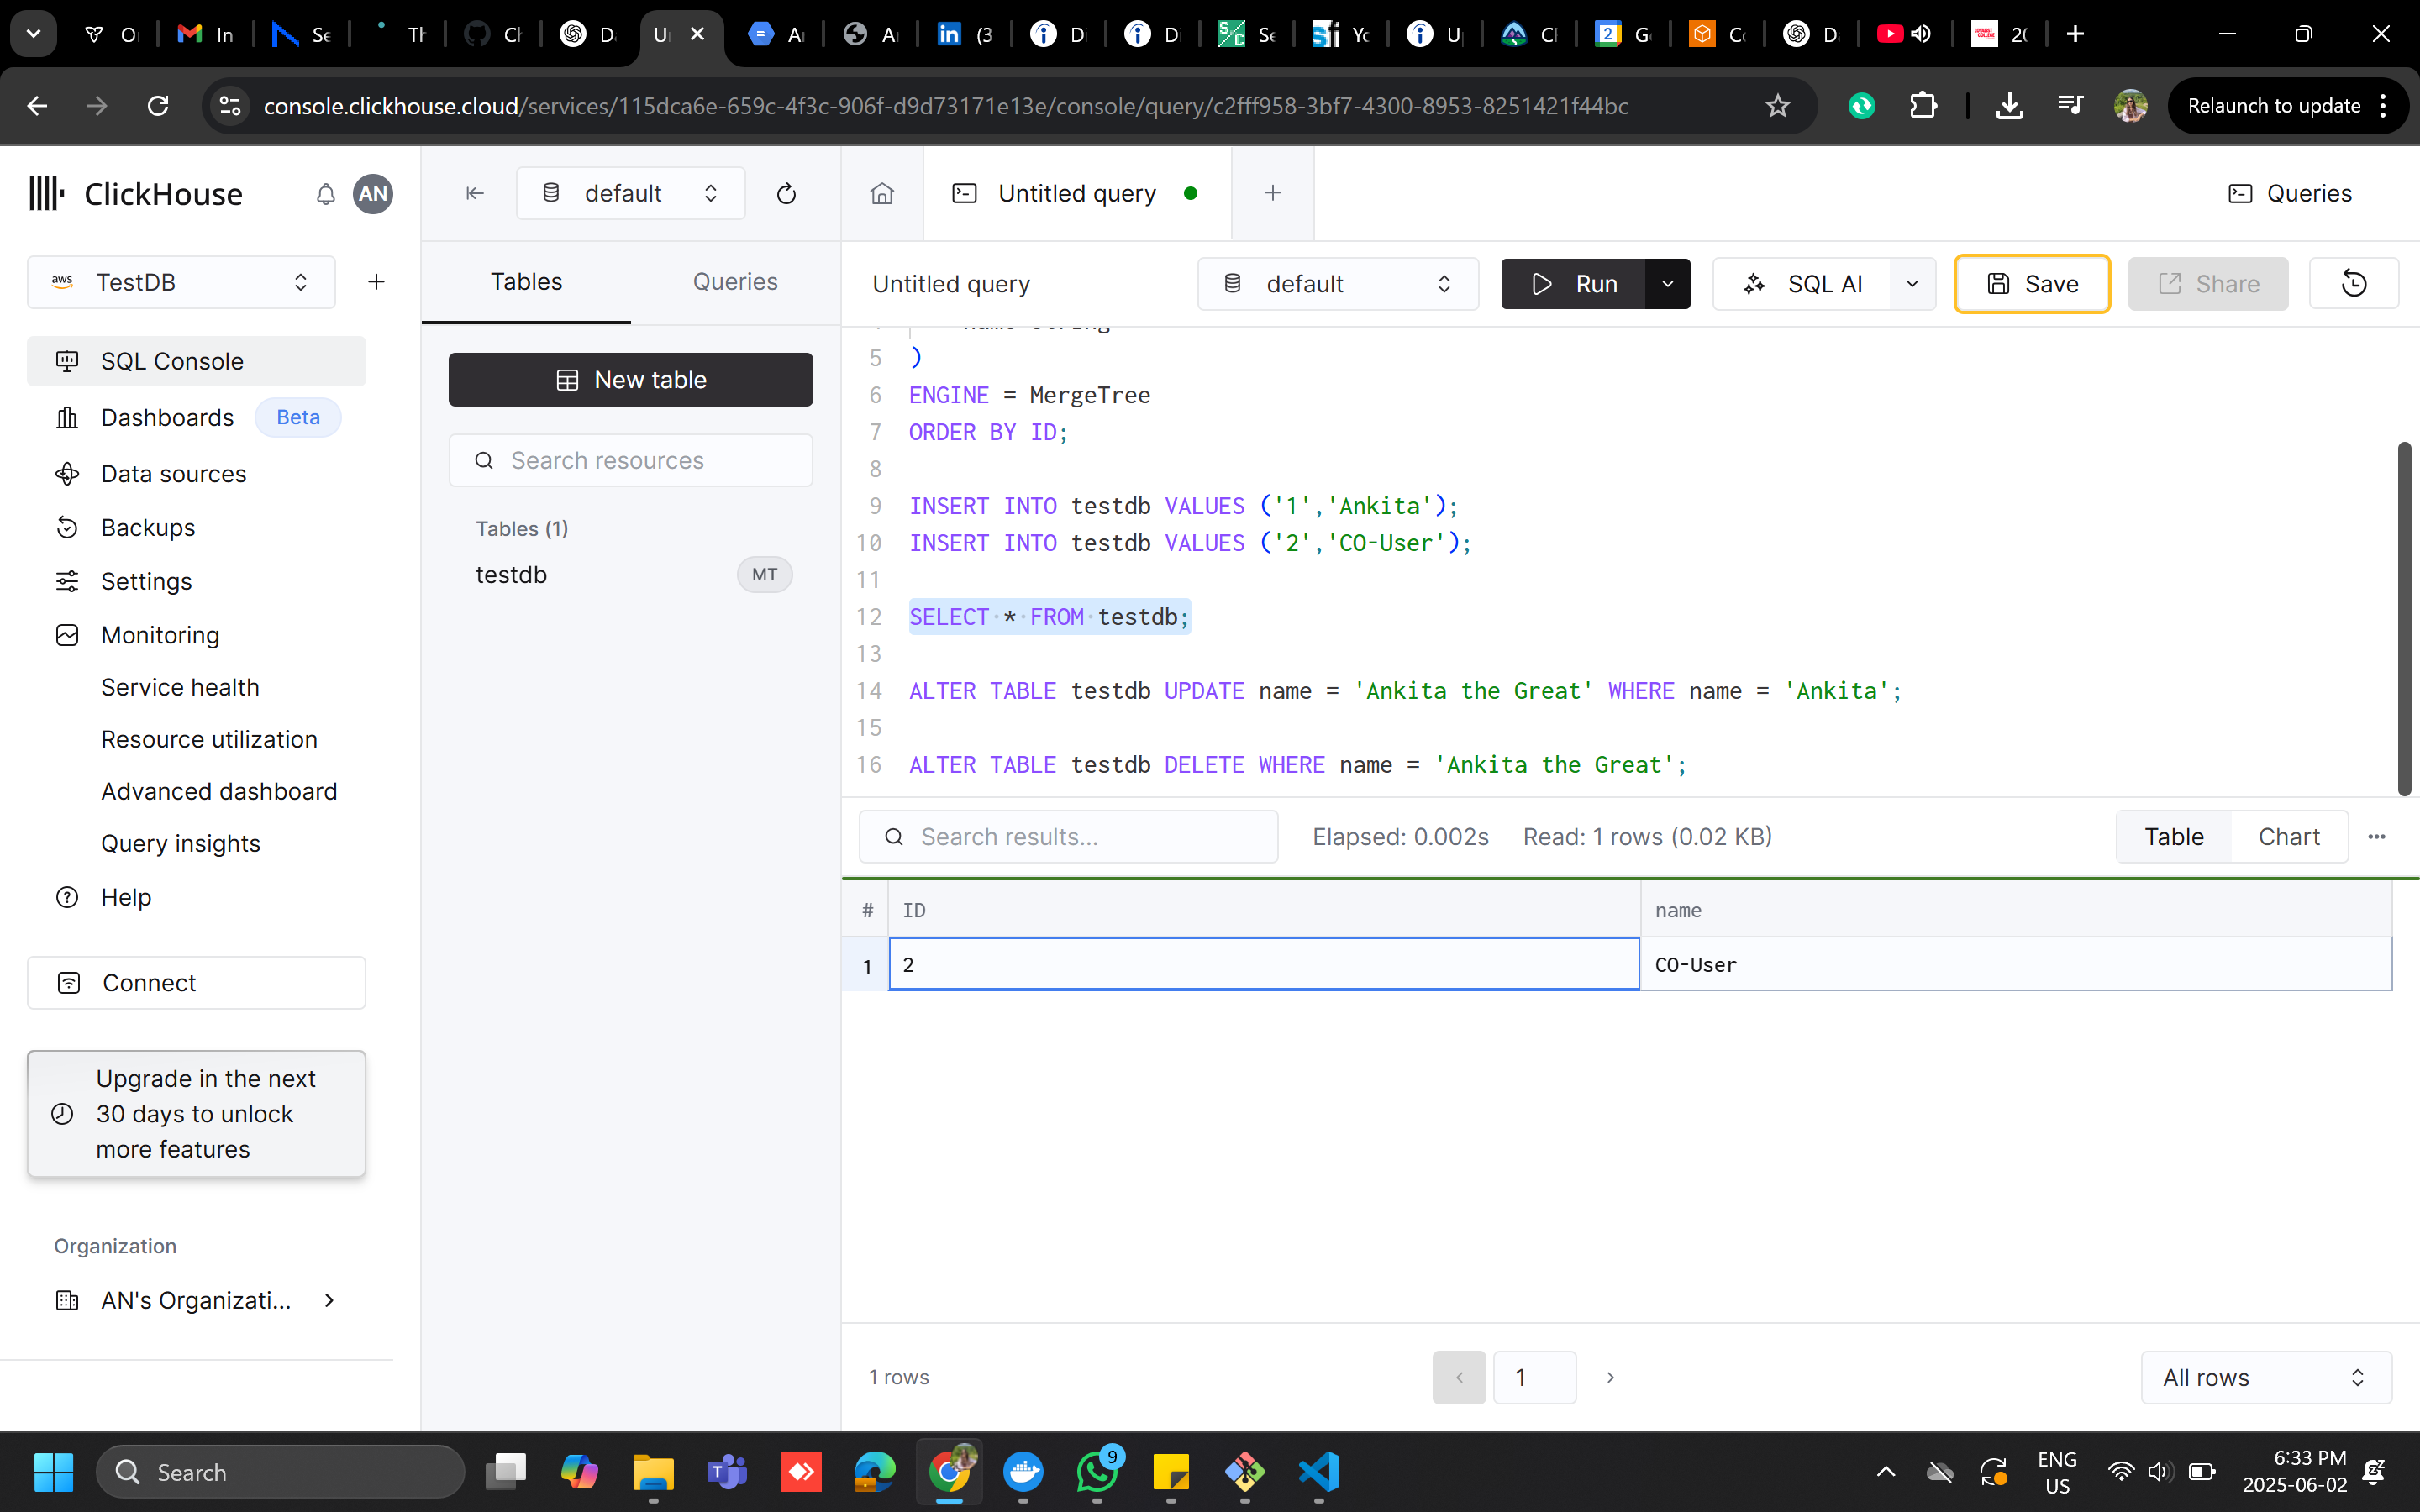 O
In
Se
Th
Ch
D
U
A
A
(3
D
D
Se
Yo
U
Cl
G
Co
D
20
console.clickhouse.cloud/services/115dca6e-659c-4f3c-906f-d9d73171e13e/console/query/c2fff958-3bf7-4300-8953-8251421f44bc
Relaunch to update
ClickHouse
AN
default
Untitled query
Queries
aws TestDB
Tables
Queries
Untitled query
default
Run
SQL AI
Save
Share
SQL Console
Dashboards Beta
Data sources
Backups
Settings
Monitoring
Service health
Resource utilization
Advanced dashboard
Query insights
Help
Connect
Upgrade in the next
30 days to unlock
more features
Organization
AN's Organizati...
New table
Search resources
Tables (1)
testdb MT
name String
5 )
6 ENGINE = MergeTree
7 ORDER BY ID;
8
9 INSERT INTO testdb VALUES ('1','Ankita');
10 INSERT INTO testdb VALUES ('2','CO-User');
11
12 SELECT * FROM testdb;
13
14 ALTER TABLE testdb UPDATE name = 'Ankita the Great' WHERE name = 'Ankita';
15
16 ALTER TABLE testdb DELETE WHERE name = 'Ankita the Great';
Search results...
Elapsed: 0.002s
Read: 1 rows (0.02 KB)
Table
Chart
# ID name
1 2 CO-User
1 rows
1
All rows
Search
9
ENG
US
6:33 PM
2025-06-02